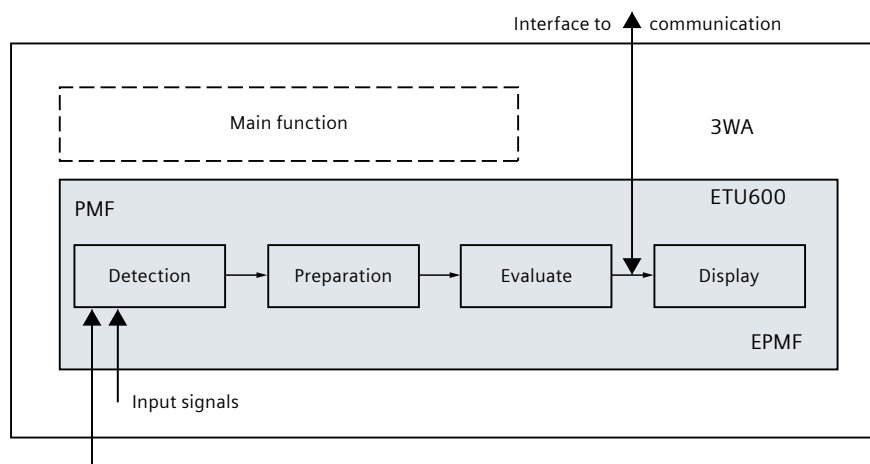 Interface to communication
Main function
3WA
PMF
ETU600
Detection
Preparation
Evaluate
Display
EPMF
Input signals